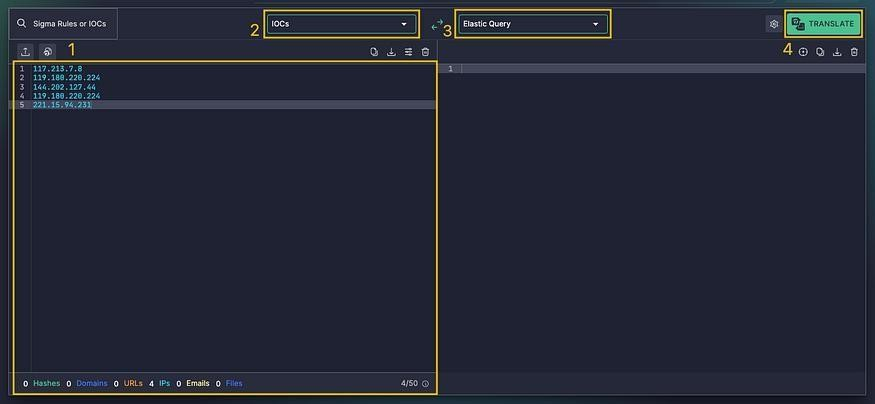 Sigma Rules or IOCs
2
IOCs
3
Elastic Query
TRANSLATE
1
4
1 117.213.7.8
2 119.180.220.224
3 144.202.127.44
4 119.180.220.224
5 221.15.94.231
1
0 Hashes 0 Domains 0 URLs 4 IPs 0 Emails 0 Files
4/50